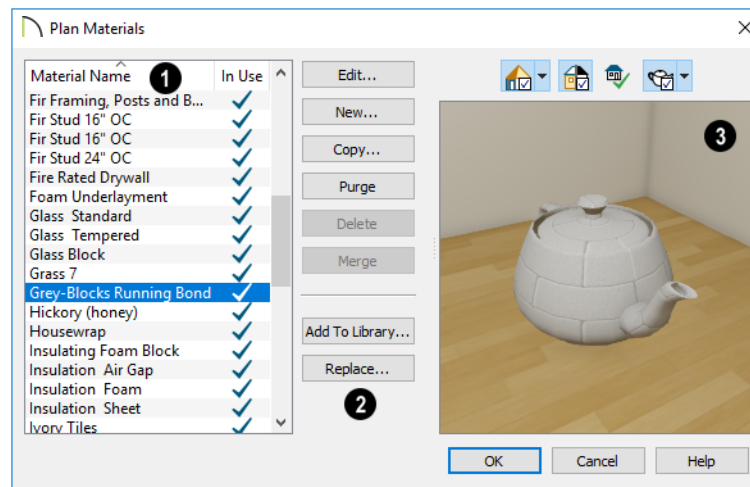 Plan Materials
Material Name
1
In Use
Fir Framing, Posts and B...
Fir Stud 16" OC
Fir Stud 16" OC
Fir Stud 24" OC
Fire Rated Drywall
Foam Underlayment
Glass  Standard
Glass  Tempered
Glass Block
Grass 7
Grey-Blocks Running Bond
Hickory (honey)
Housewrap
Insulating Foam Block
Insulation  Air Gap
Insulation  Foam
Insulation  Sheet
Ivory Tiles
Edit...
New...
Copy...
Purge
Delete
Merge
Add To Library...
Replace...
2
3
OK
Cancel
Help